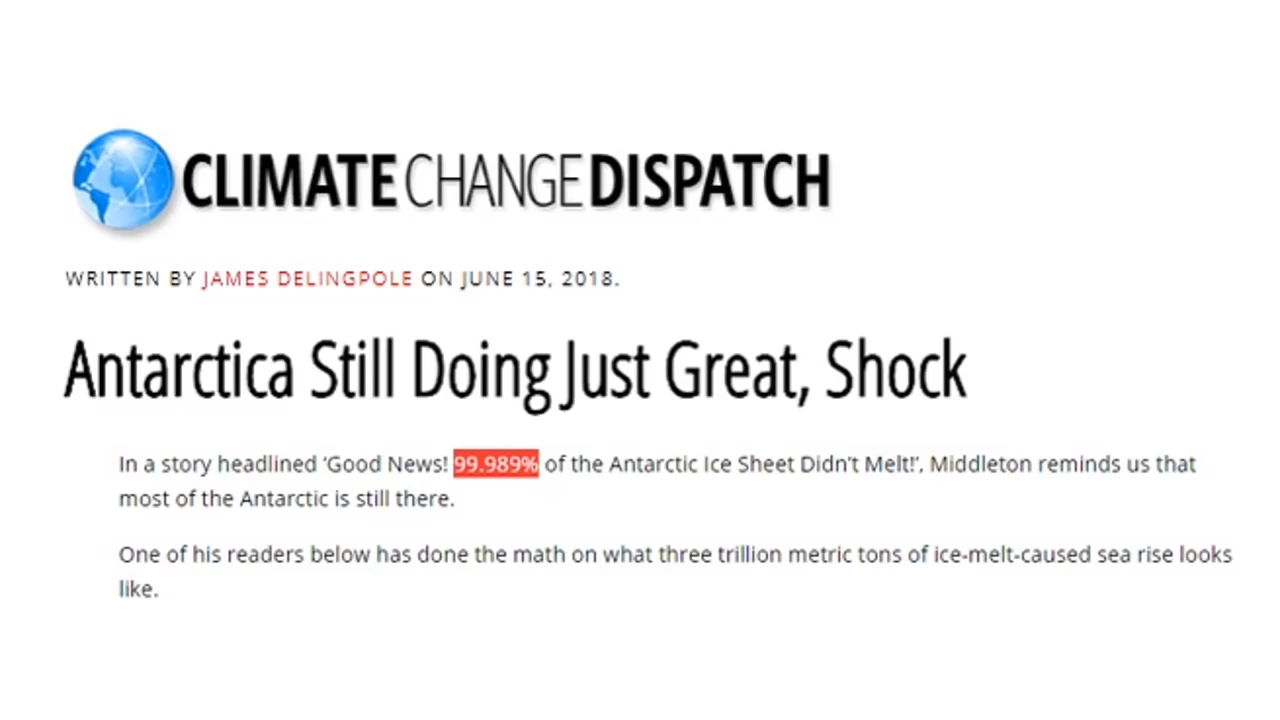 CLIMATE CHANGE DISPATCH
WRITTEN BY JAMES DELINGPOLE ON JUNE 15, 2018.
Antarctica Still Doing Just Great, Shock
In a story headlined ‘Good News! 99.989% of the Antarctic Ice Sheet Didn’t Melt!’, Middleton reminds us that
most of the Antarctic is still there.
One of his readers below has done the math on what three trillion metric tons of ice-melt-caused sea rise looks
like.